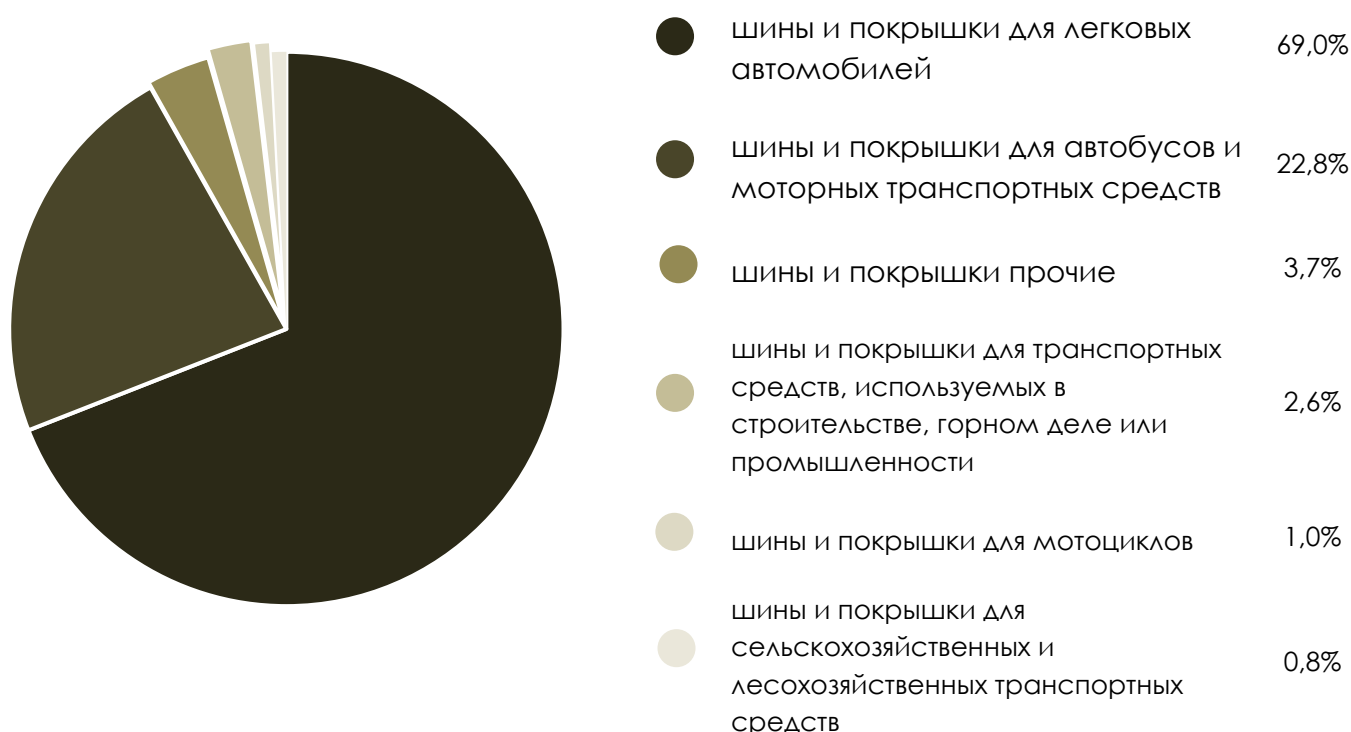 шины и покрышки для легковых
автомобилей
69,0%
шины и покрышки для автобусов и
моторных транспортных средств
22,8%
шины и покрышки прочие
3,7%
шины и покрышки для транспортных
средств, используемых в
строительстве, горном деле или
промышленности
2,6%
шины и покрышки для мотоциклов
1,0%
шины и покрышки для
сельскохозяйственных и
лесохозяйственных транспортных
средств
0,8%